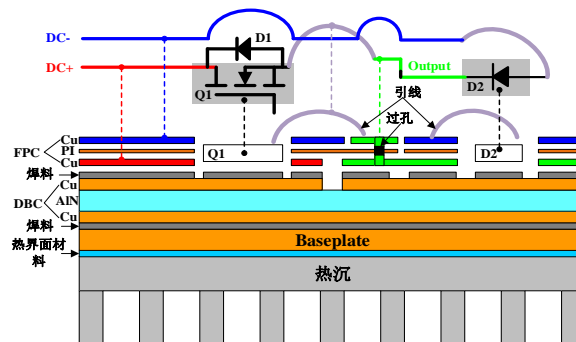 DC-
D1
DC+
Output
Q1
D2
引线
过孔
Cu
FPC
PI
Q1
D2
Cu
焊料
Cu
DBC
AlN
Cu
焊料
Baseplate
热界面材
料
热沉